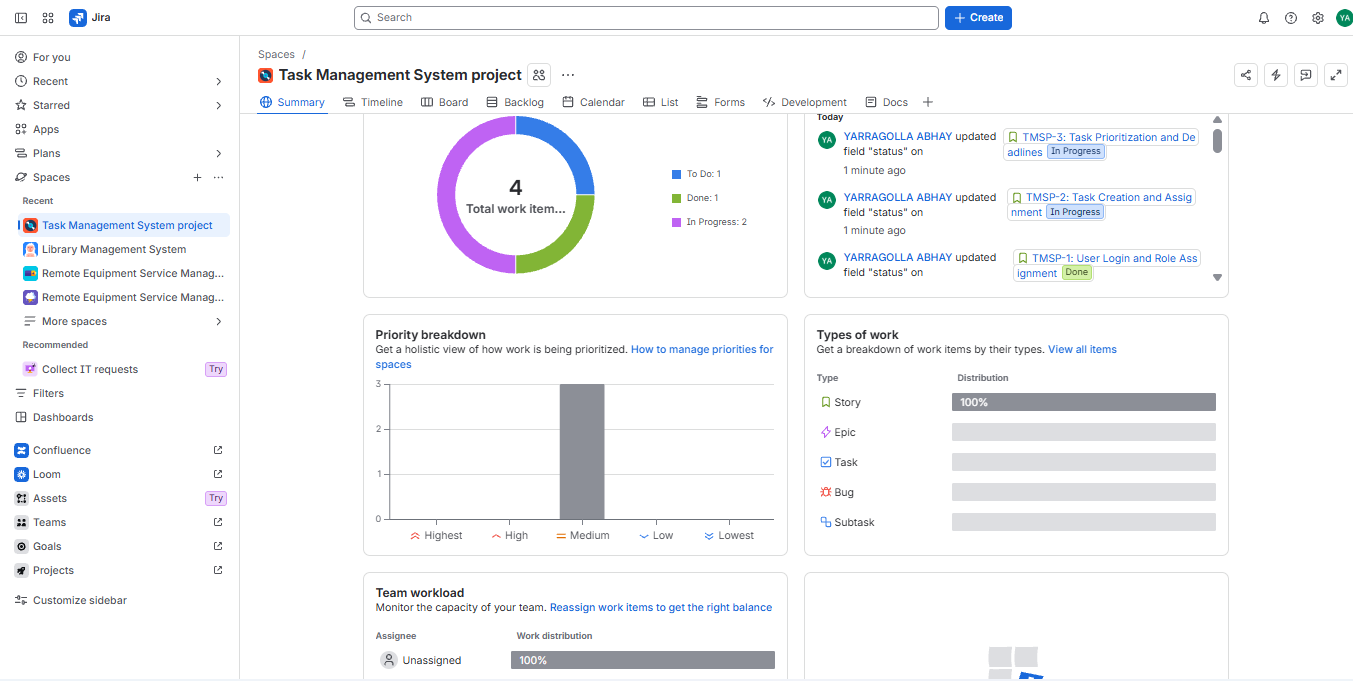 Jira
Search
Create
YA
For you
Recent
Starred
Apps
Plans
Spaces
Recent
Task Management System project
Library Management System
Remote Equipment Service Manag...
Remote Equipment Service Manag...
More spaces
Recommended
Collect IT requests
Try
Filters
Dashboards
Confluence
Loom
Assets
Try
Teams
Goals
Projects
Customize sidebar
Spaces /
Task Management System project
Summary
Timeline
Board
Backlog
Calendar
List
Forms
Development
Docs
4
Total work item...
To Do: 1
Done: 1
In Progress: 2
Today
YA
YARRAGOLLA ABHAY updated
field "status" on
TMSP-3: Task Prioritization and De
adlines In Progress
1 minute ago
YA
YARRAGOLLA ABHAY updated
field "status" on
TMSP-2: Task Creation and Assig
nment In Progress
1 minute ago
YA
YARRAGOLLA ABHAY updated
field "status" on
TMSP-1: User Login and Role Ass
ignment Done
Priority breakdown
Get a holistic view of how work is being prioritized. How to manage priorities for
spaces
3
2
1
0
Highest
High
Medium
Low
Lowest
Types of work
Get a breakdown of work items by their types. View all items
Type
Distribution
Story
100%
Epic
Task
Bug
Subtask
Team workload
Monitor the capacity of your team. Reassign work items to get the right balance
Assignee
Work distribution
Unassigned
100%